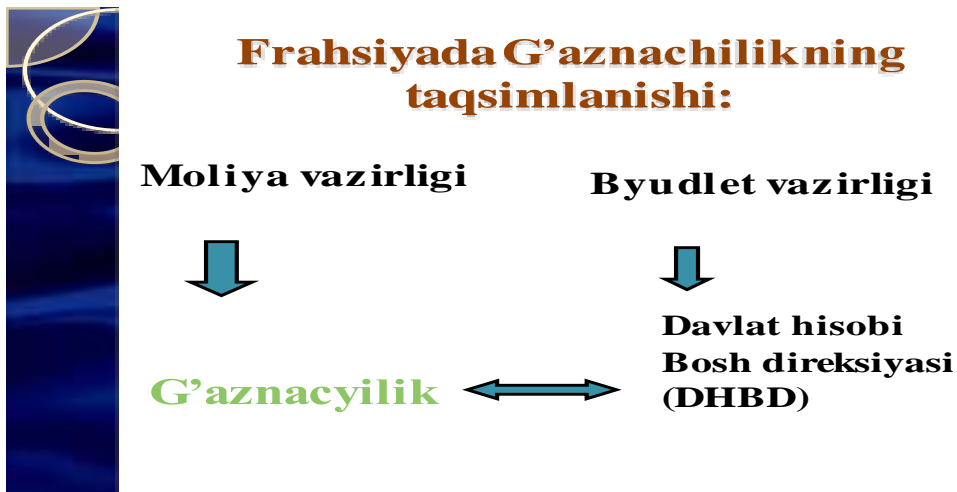 Frahsiyada G’aznachilikning
taqsimlanishi:
Moliya vazirligi
Byudlet vazirligi
Davlat hisobi
Bosh direksiyasi
(DHBD)
G’aznacyilik